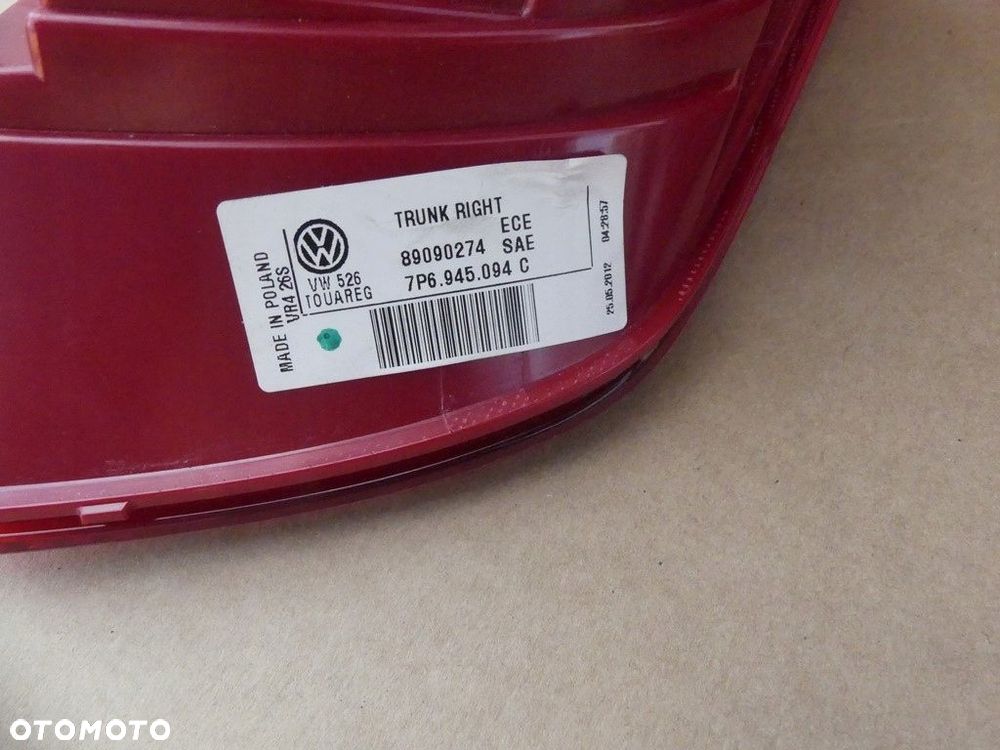 TRUNK RIGHT
ECE
89090274 SAE
7P6.945.094 C
VW 526
TOUAREG
MADE IN POLAND
VR4 26S
25.05.2012 04:28:57
OTOMOTO